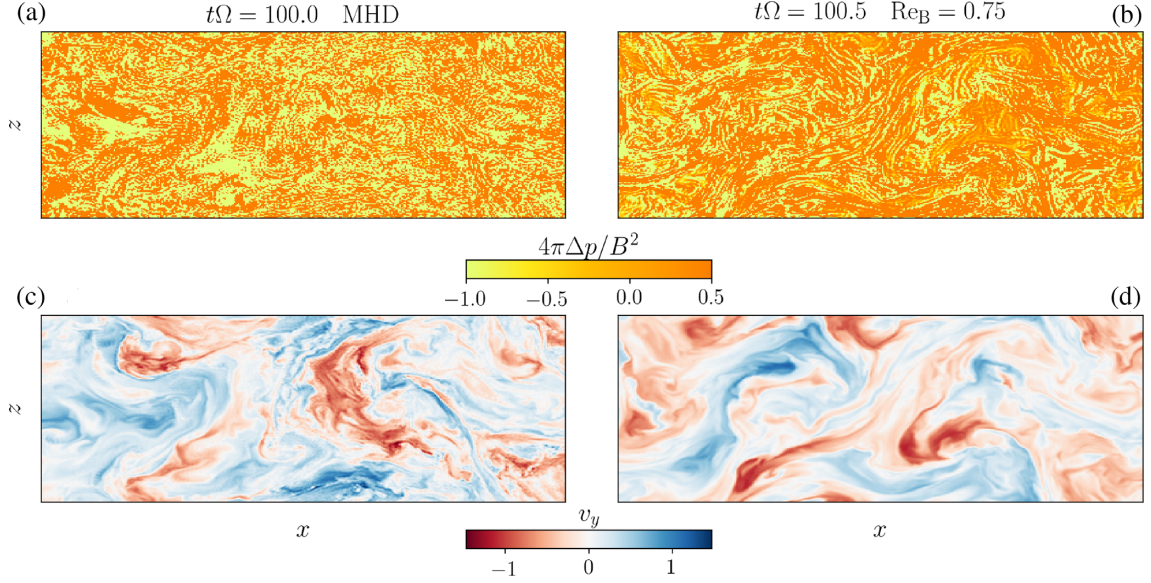 (a) tΩ = 100.0 MHD
tΩ = 100.5 Re_B = 0.75 (b)
z
4πΔp/B²
−1.0 −0.5 0.0 0.5
(c)
(d)
z
x
x
v_y
−1 0 1